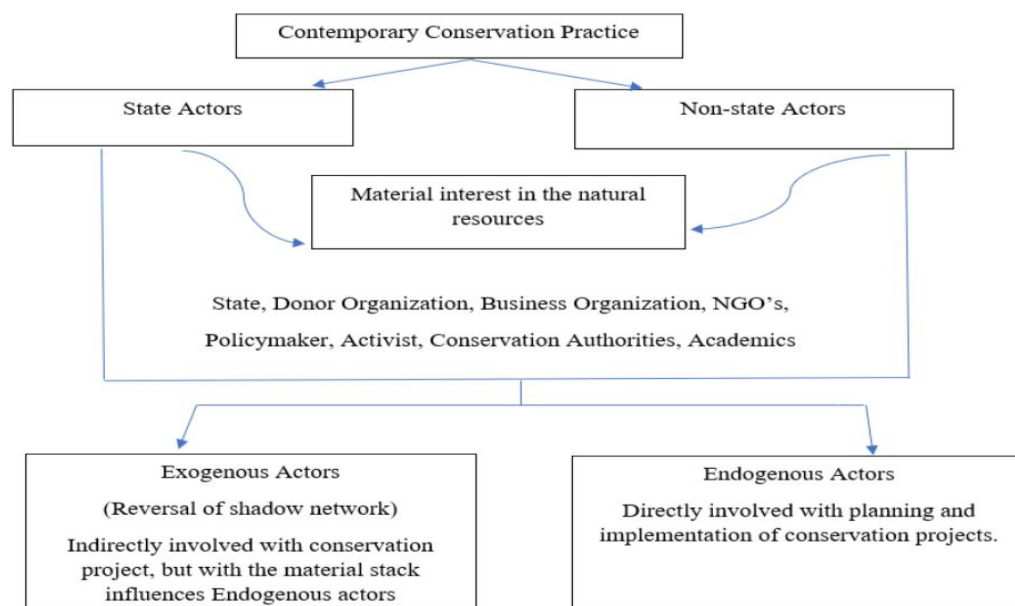 Contemporary Conservation Practice
State Actors
Non-state Actors
Material interest in the natural
resources
State, Donor Organization, Business Organization, NGO's,
Policymaker, Activist, Conservation Authorities, Academics
Exogenous Actors
(Reversal of shadow network)
Indirectly involved with conservation
project, but with the material stack
influences Endogenous actors
Endogenous Actors
Directly involved with planning and
implementation of conservation projects.